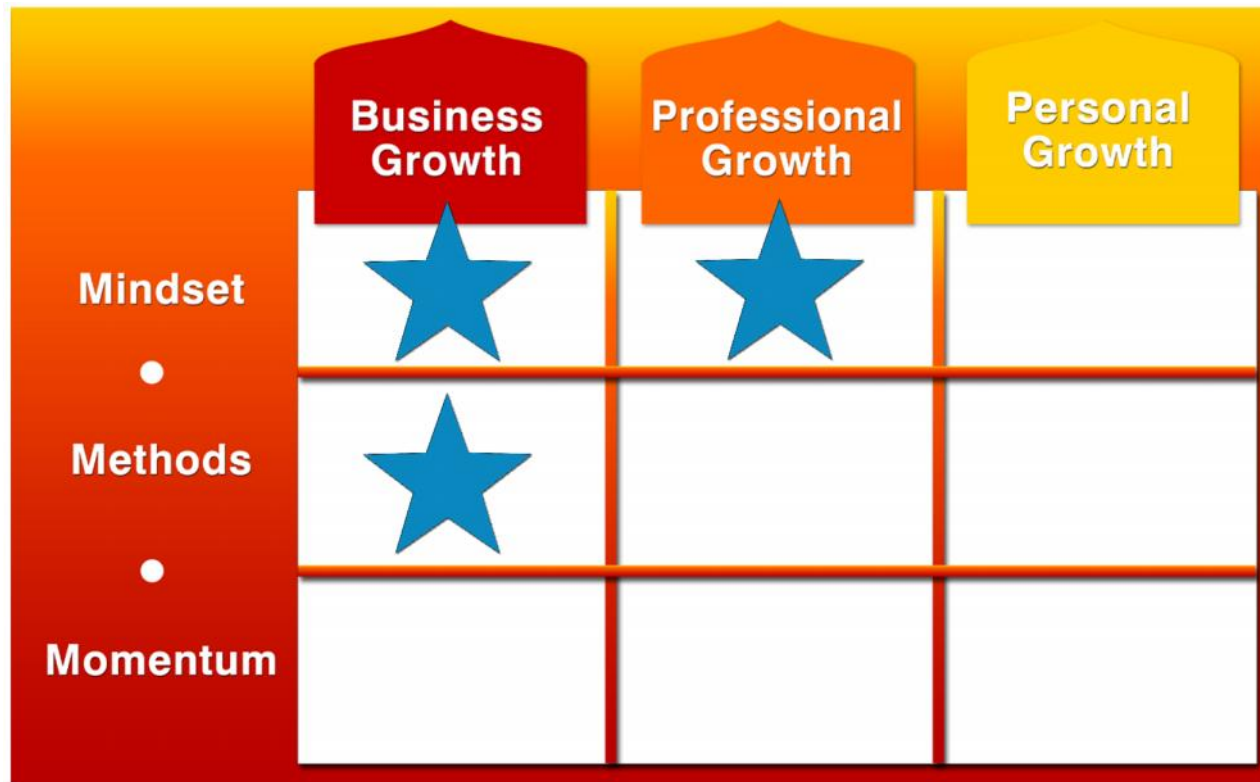 Business
Growth
Professional
Growth
Personal
Growth
Mindset
Methods
Momentum